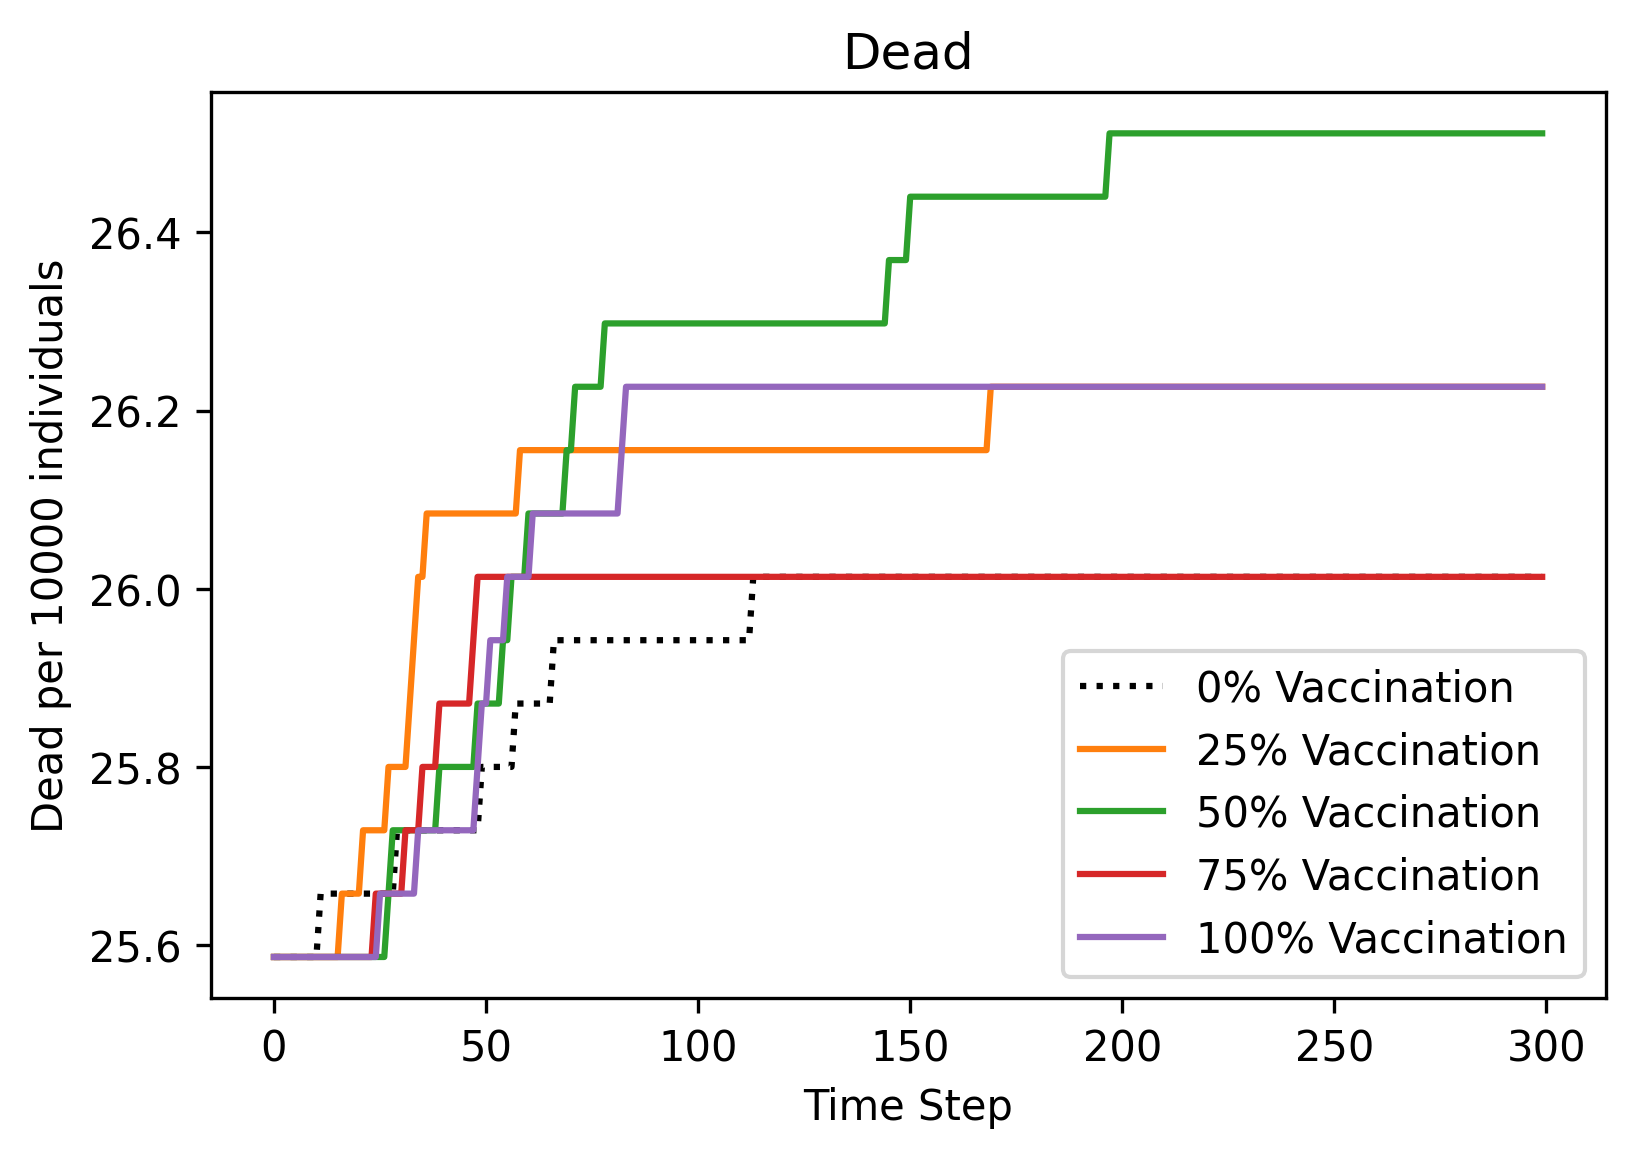 Dead
Dead per 10000 individuals
26.4
26.2
26.0
25.8
25.6
0% Vaccination
25% Vaccination
50% Vaccination
75% Vaccination
100% Vaccination
0 50 100 150 200 250 300
Time Step